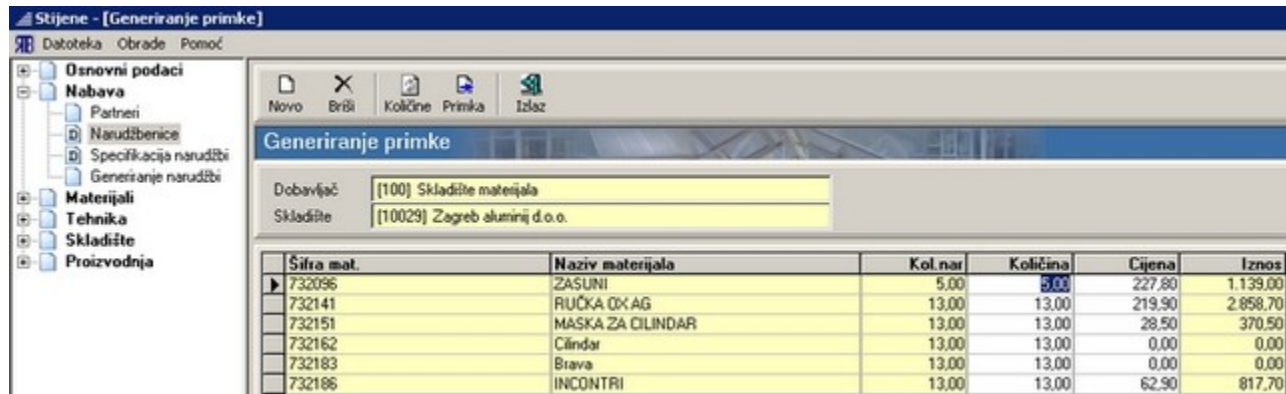 Stijene - [Generiranje primke]
Datoteka Obrade Pomoć
Osnovni podaci
Nabava
Partneri
Narudžbenice
Specifikacija narudžbi
Generiranje narudžbi
Materijali
Tehnika
Skladište
Proizvodnja
Novo Briši Količine Primka Izlaz
Generiranje primke
Dobavljač [100] Skladište materijala
Skladište [10029] Zagreb aluminij d.o.o.
Šifra mat. Naziv materijala Kol.nar Količina Cijena Iznos
732096 ZASUNI 5,00 5,00 227,80 1.139,00
732141 RUČKA OX AG 13,00 13,00 219,90 2.858,70
732151 MASKA ZA CILINDAR 13,00 13,00 28,50 370,50
732162 Cilindar 13,00 13,00 0,00 0,00
732183 Brava 13,00 13,00 0,00 0,00
732186 INCONTRI 13,00 13,00 62,90 817,70